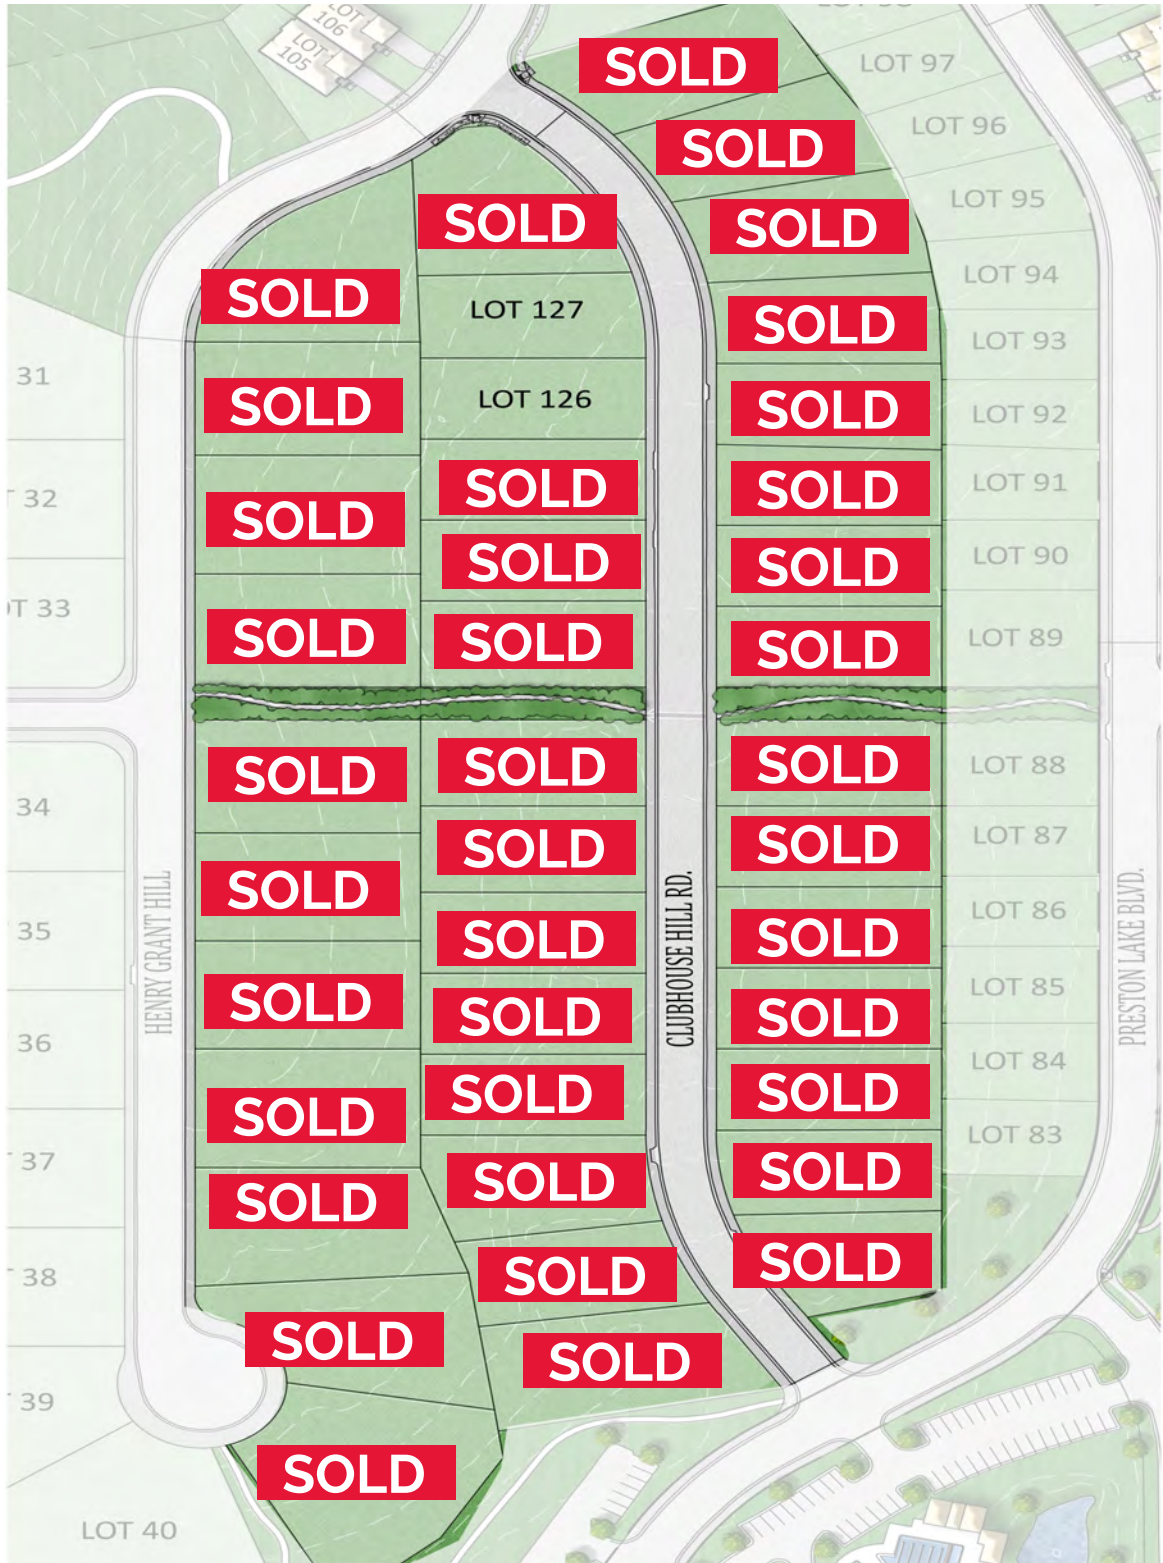 LOT
106
LOT
105
LOT 97
SOLD
LOT 96
SOLD
LOT 95
SOLD
SOLD
LOT 94
SOLD
LOT 127
SOLD
LOT 93
31
SOLD
LOT 126
SOLD
LOT 92
SOLD
SOLD
LOT 91
32
SOLD
SOLD
SOLD
LOT 90
33
SOLD
SOLD
SOLD
LOT 89
34
SOLD
SOLD
SOLD
LOT 88
SOLD
SOLD
LOT 87
SOLD
35
SOLD
SOLD
LOT 86
SOLD
SOLD
SOLD
LOT 85
36
SOLD
SOLD
SOLD
LOT 84
HENRY GRANT HILL
CLUBHOUSE HILL RD.
PRESTON LAKE BLVD.
37
SOLD
SOLD
SOLD
LOT 83
38
SOLD
SOLD
SOLD
SOLD
39
SOLD
LOT 40